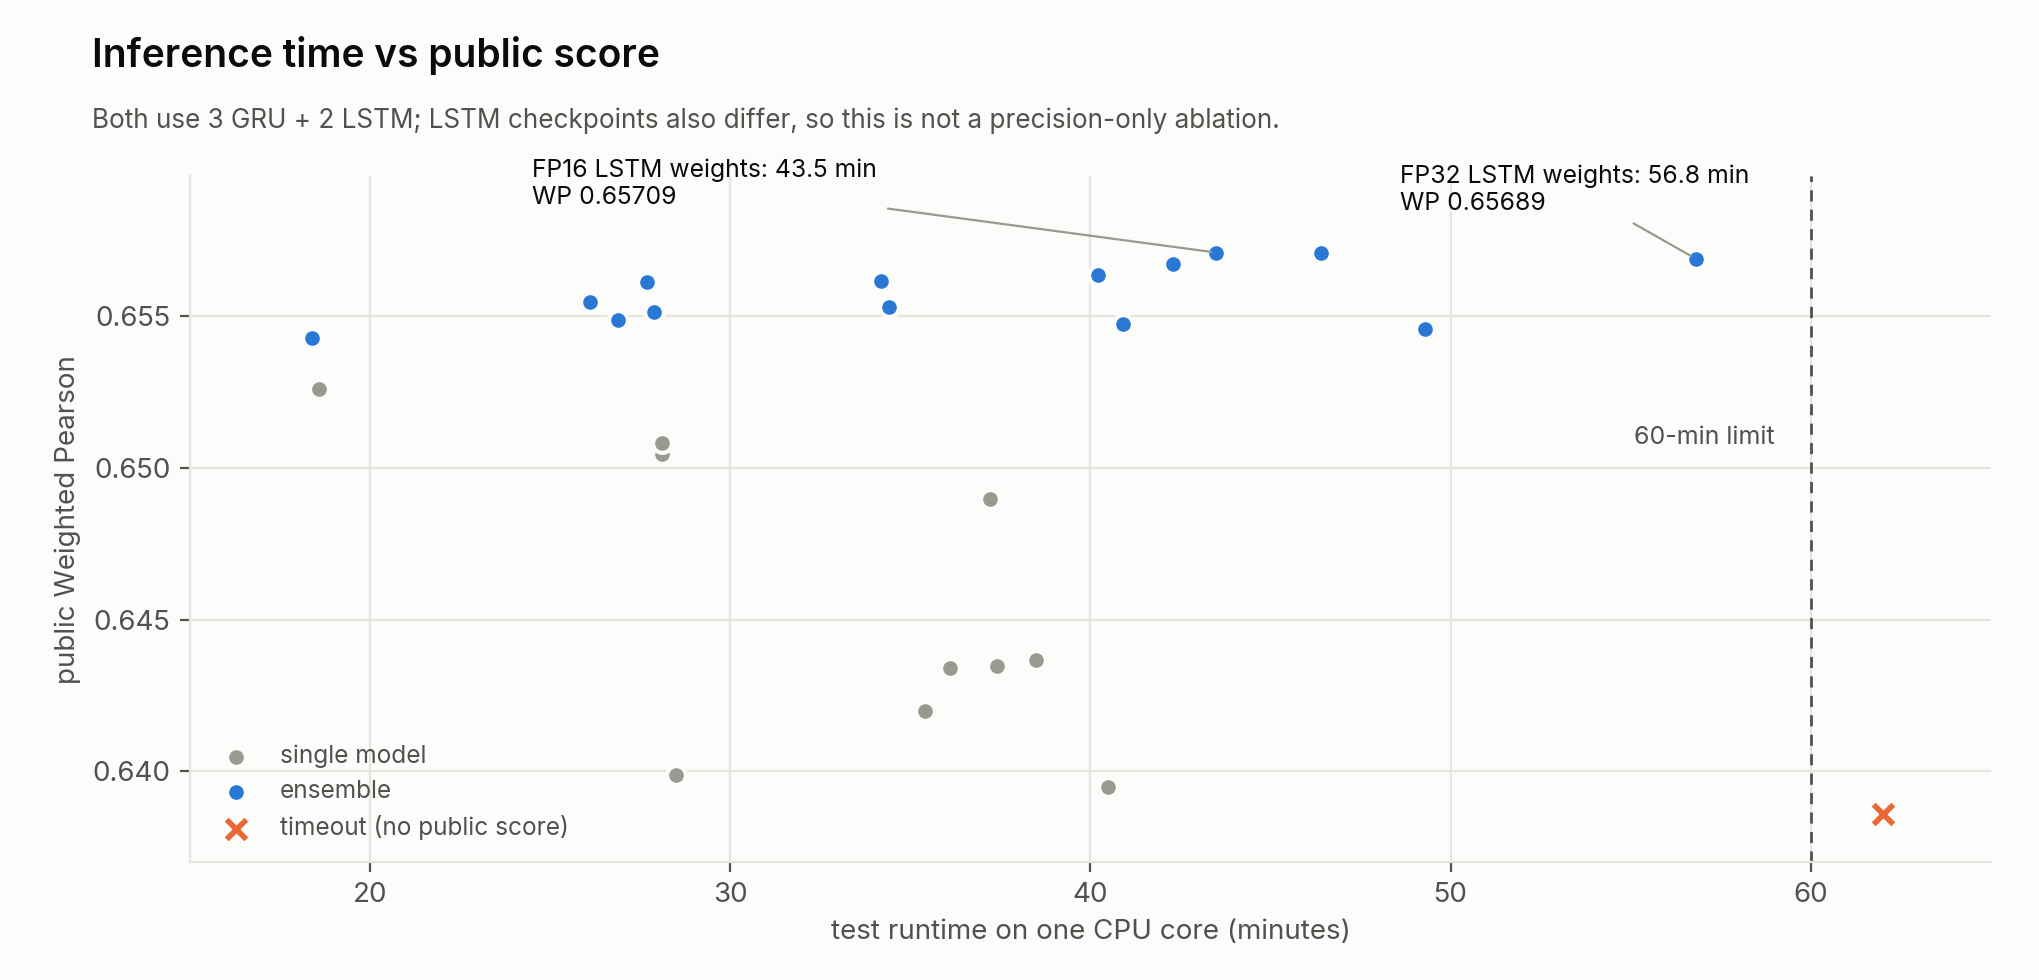 Inference time vs public score
Both use 3 GRU + 2 LSTM; LSTM checkpoints also differ, so this is not a precision-only ablation.
FP16 LSTM weights: 43.5 min
WP 0.65709
FP32 LSTM weights: 56.8 min
WP 0.65689
public Weighted Pearson
0.655
0.650
0.645
0.640
60-min limit
single model
ensemble
timeout (no public score)
20 30 40 50 60
test runtime on one CPU core (minutes)